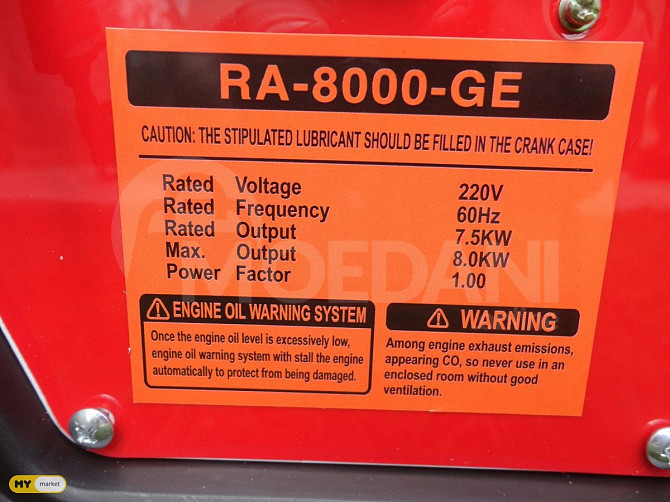 RA-8000-GE
CAUTION: THE STIPULATED LUBRICANT SHOULD BE FILLED IN THE CRANK CASE!
Rated Voltage 220V
Rated Frequency 60Hz
Rated Output 7.5KW
Max. Output 8.0KW
Power Factor 1.00
MOEDANI
ENGINE OIL WARNING SYSTEM
Once the engine oil level is excessively low,
engine oil warning system with stall the engine
automatically to protect from being damaged.
WARNING
Among engine exhaust emissions,
appearing CO, so never use in an
enclosed room without good
ventilation.
MY market